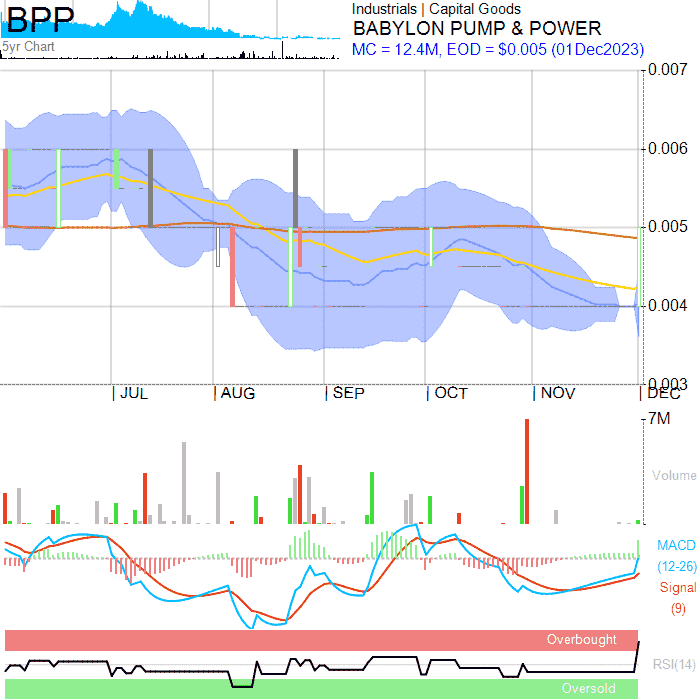 BPP
Industrials | Capital Goods
BABYLON PUMP & POWER
5yr Chart
MC = 12.4M, EOD = $0.005 (01Dec2023)
0.007
0.006
0.005
0.004
0.003
| JUL
| AUG
| SEP
| OCT
| NOV
| DEC
7M
Volume
MACD
(12-26)
Signal
(9)
Overbought
RSI(14)
Oversold